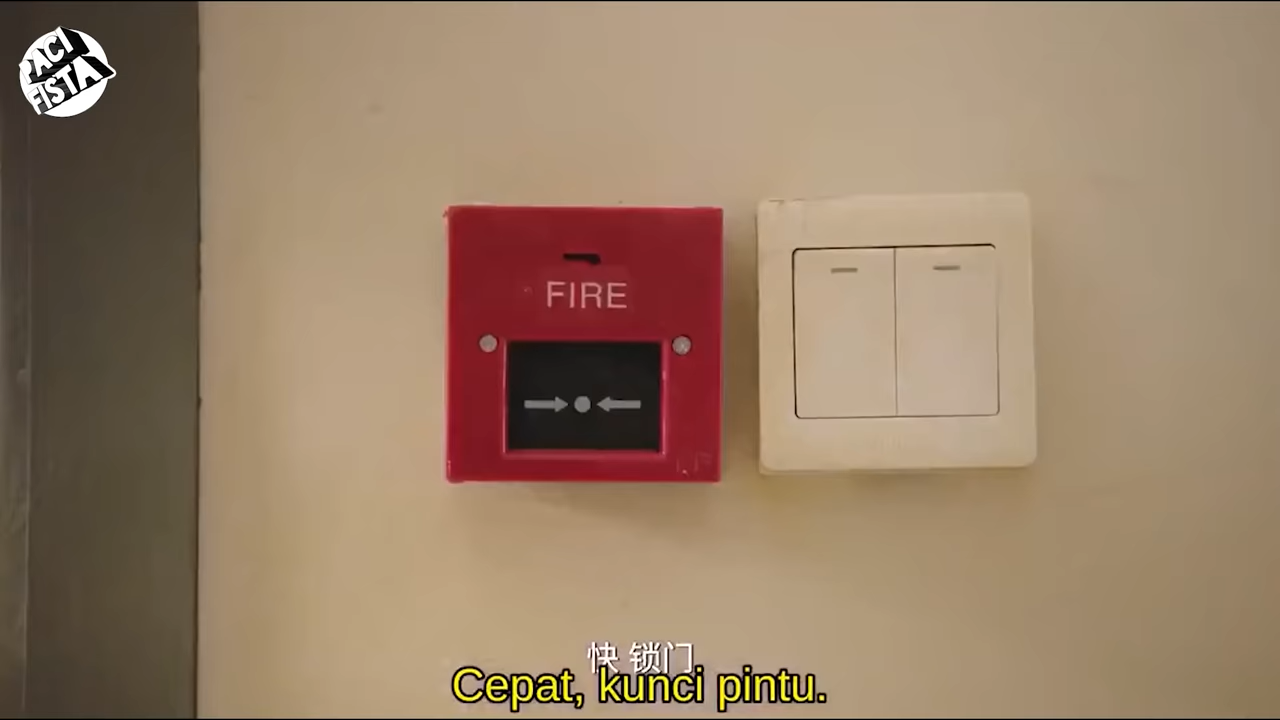 PACI
FISTA
FIRE
快 锁门
Cepat, kunci pintu.